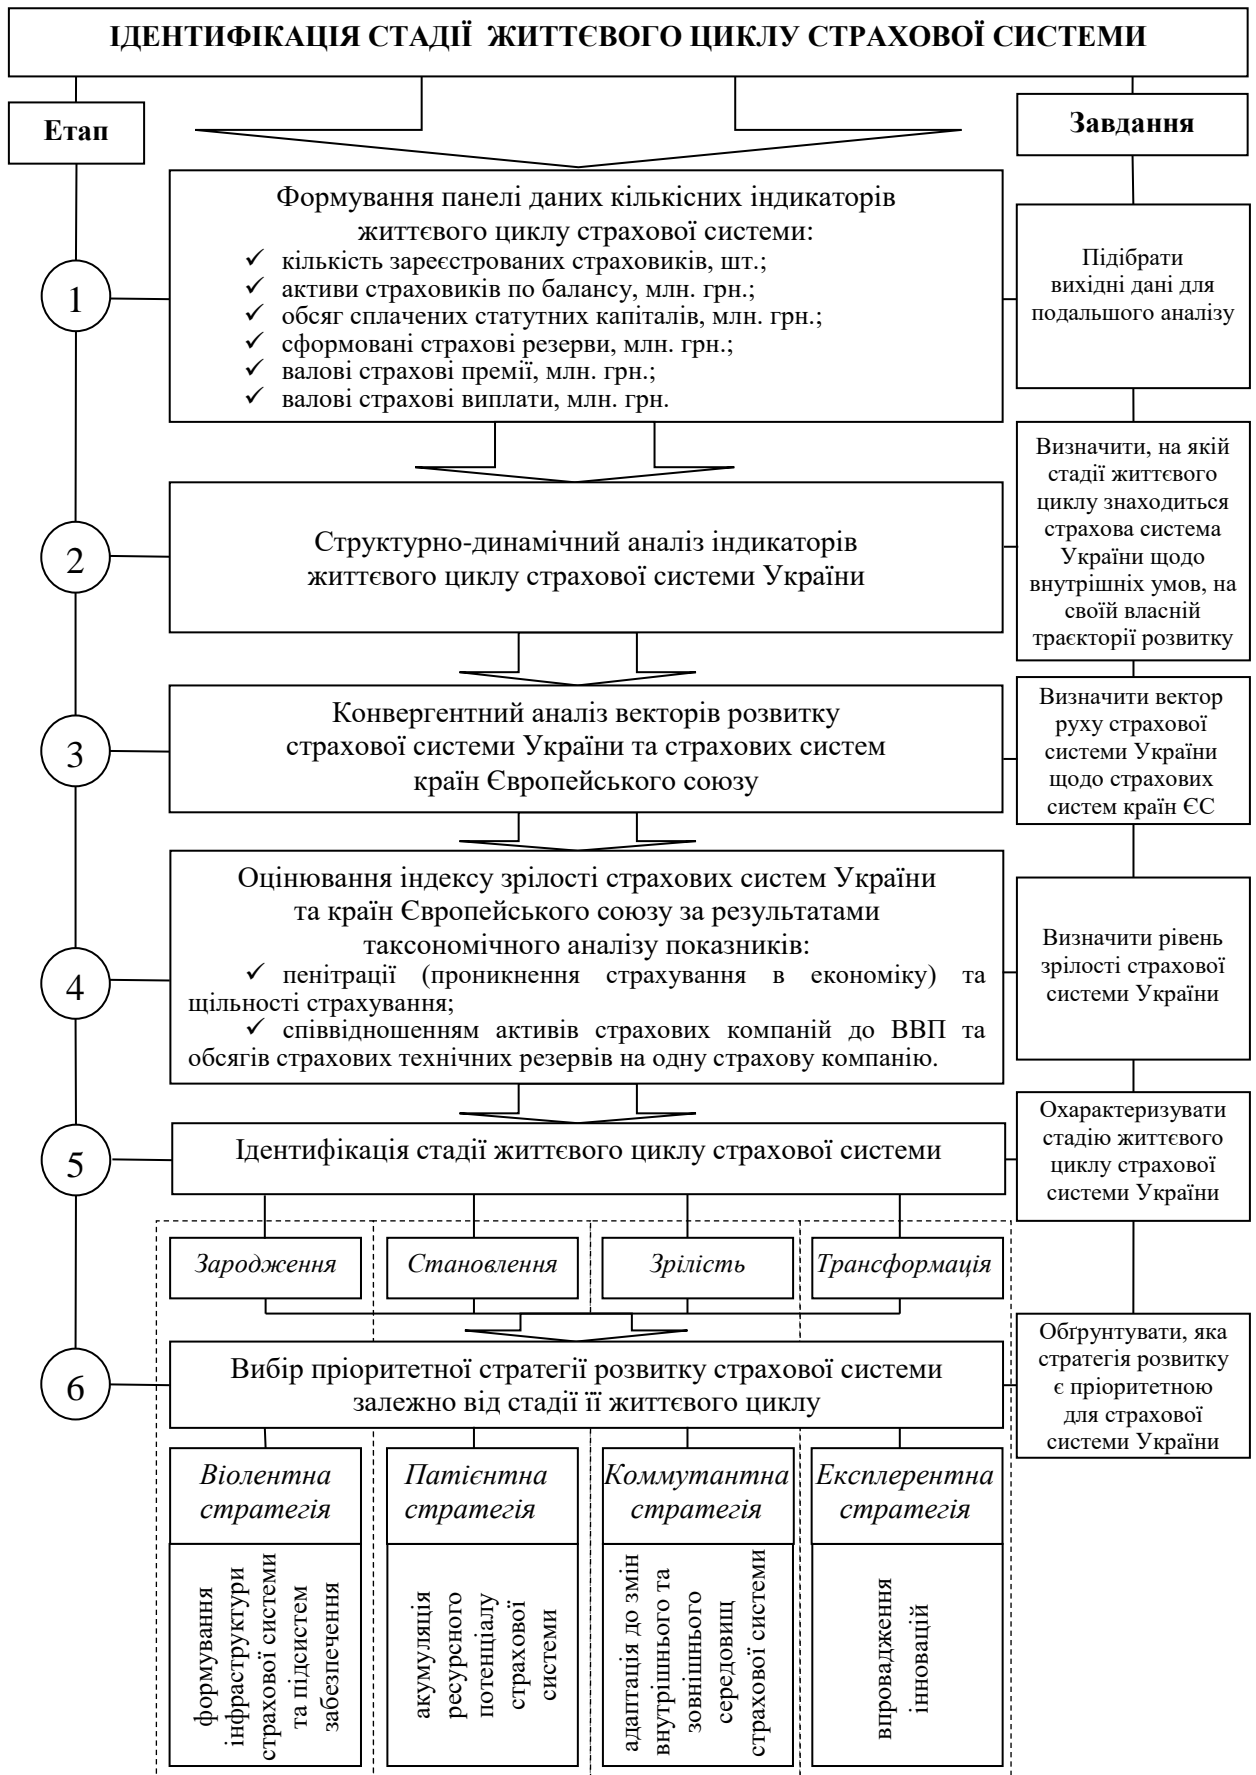 ІДЕНТИФІКАЦІЯ СТАДІЇ ЖИТТЄВОГО ЦИКЛУ СТРАХОВОЇ СИСТЕМИ
Етап
Завдання
1
Формування панелі даних кількісних індикаторів
життєвого циклу страхової системи:
✓ кількість зареєстрованих страховиків, шт.;
✓ активи страховиків по балансу, млн. грн.;
✓ обсяг сплачених статутних капіталів, млн. грн.;
✓ сформовані страхові резерви, млн. грн.;
✓ валові страхові премії, млн. грн.;
✓ валові страхові виплати, млн. грн.
Підібрати
вихідні дані для
подальшого аналізу
2
Структурно-динамічний аналіз індикаторів
життєвого циклу страхової системи України
Визначити, на якій
стадії життєвого
циклу знаходиться
страхова система
України щодо
внутрішніх умов, на
своїй власній
траєкторії розвитку
3
Конвергентний аналіз векторів розвитку
страхової системи України та страхових систем
країн Європейського союзу
Визначити вектор
руху страхової
системи України
щодо страхових
систем країн ЄС
4
Оцінювання індексу зрілості страхових систем України
та країн Європейського союзу за результатами
таксономічного аналізу показників:
✓ пенітрації (проникнення страхування в економіку) та
щільності страхування;
✓ співвідношенням активів страхових компаній до ВВП та
обсягів страхових технічних резервів на одну страхову компанію.
Визначити рівень
зрілості страхової
системи України
5
Ідентифікація стадії життєвого циклу страхової системи
Охарактеризувати
стадію життєвого
циклу страхової
системи України
Зародження
Становлення
Зрілість
Трансформація
6
Вибір пріоритетної стратегії розвитку страхової системи
залежно від стадії її життєвого циклу
Обґрунтувати, яка
стратегія розвитку
є пріоритетною
для страхової
системи України
Віолентна
стратегія
Патієнтна
стратегія
Коммутантна
стратегія
Експлерентна
стратегія
формування
інфраструктури
страхової системи
та підсистем
забезпечення
акумуляція
ресурсного
потенціалу
страхової
системи
адаптація до змін
внутрішнього та
зовнішнього
середовищ
страхової системи
впровадження
інновацій